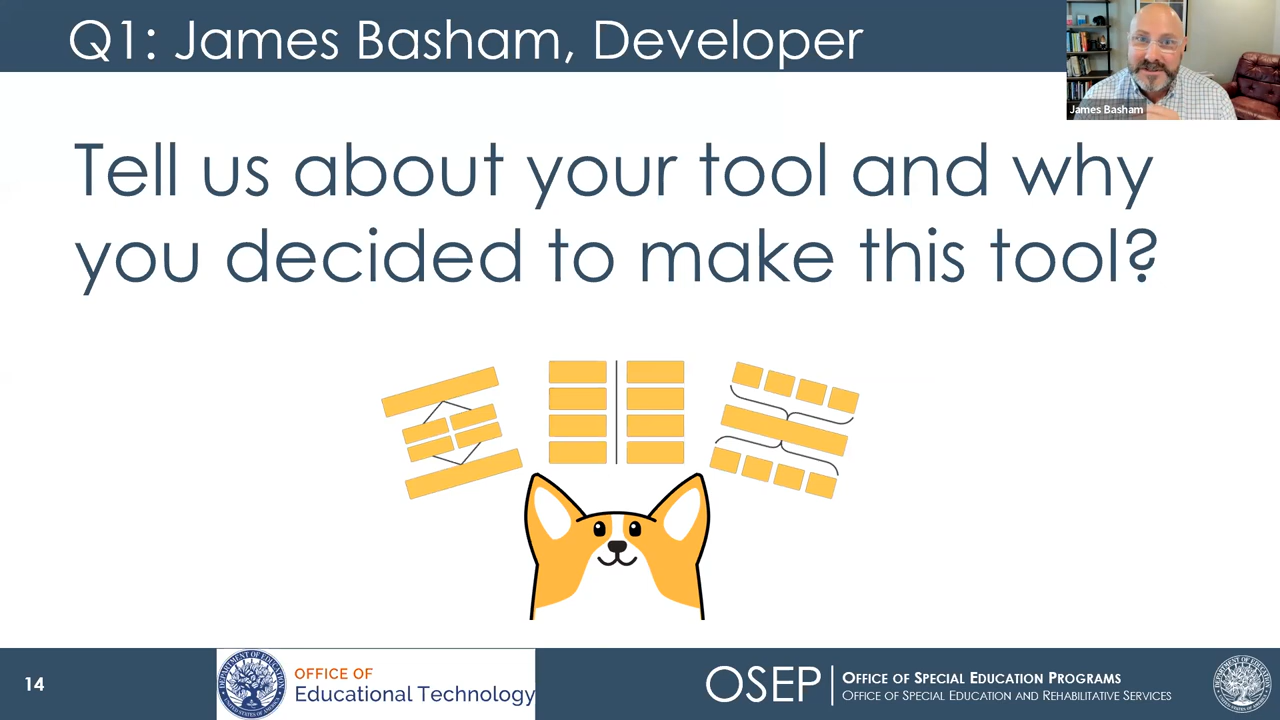 Q1: James Basham, Developer
James Basham
Tell us about your tool and why
you decided to make this tool?
14
OFFICE OF
Educational Technology
OSEP
OFFICE OF SPECIAL EDUCATION PROGRAMS
OFFICE OF SPECIAL EDUCATION AND REHABILITATIVE SERVICES